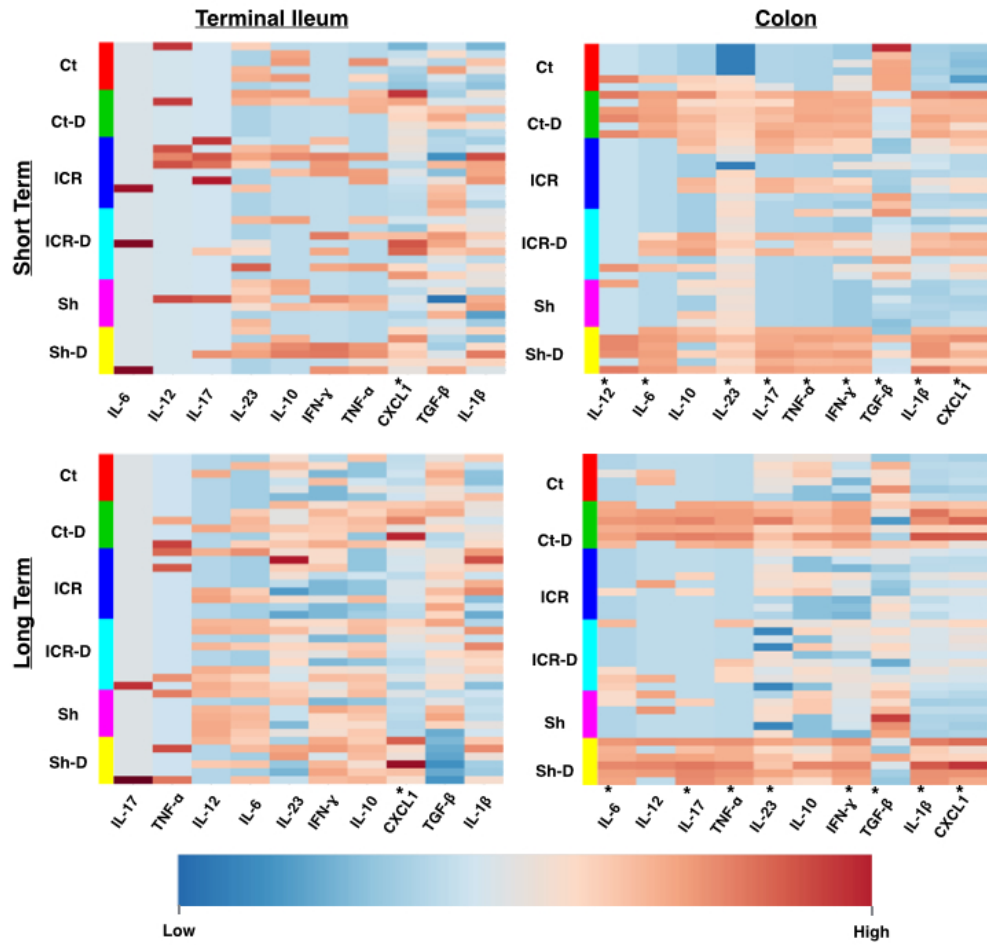 Terminal Ileum
Colon
Short Term
Ct
Ct-D
ICR
ICR-D
Sh
Sh-D
IL-6 IL-12 IL-17 IL-23 IL-10 IFN-γ TNF-α CXCL1* TGF-β IL-1β
Ct
Ct-D
ICR
ICR-D
Sh
Sh-D
IL-12* IL-6* IL-10 IL-23* IL-17* TNF-α* IFN-γ* TGF-β* IL-1β* CXCL1*
Long Term
Ct
Ct-D
ICR
ICR-D
Sh
Sh-D
IL-17 TNF-α IL-12 IL-6 IL-23 IFN-γ IL-10 CXCL1* TGF-β IL-1β
Ct
Ct-D
ICR
ICR-D
Sh
Sh-D
IL-6* IL-12 IL-17* TNF-α* IL-23* IL-10 IFN-γ* TGF-β* IL-1β* CXCL1*
Low
High